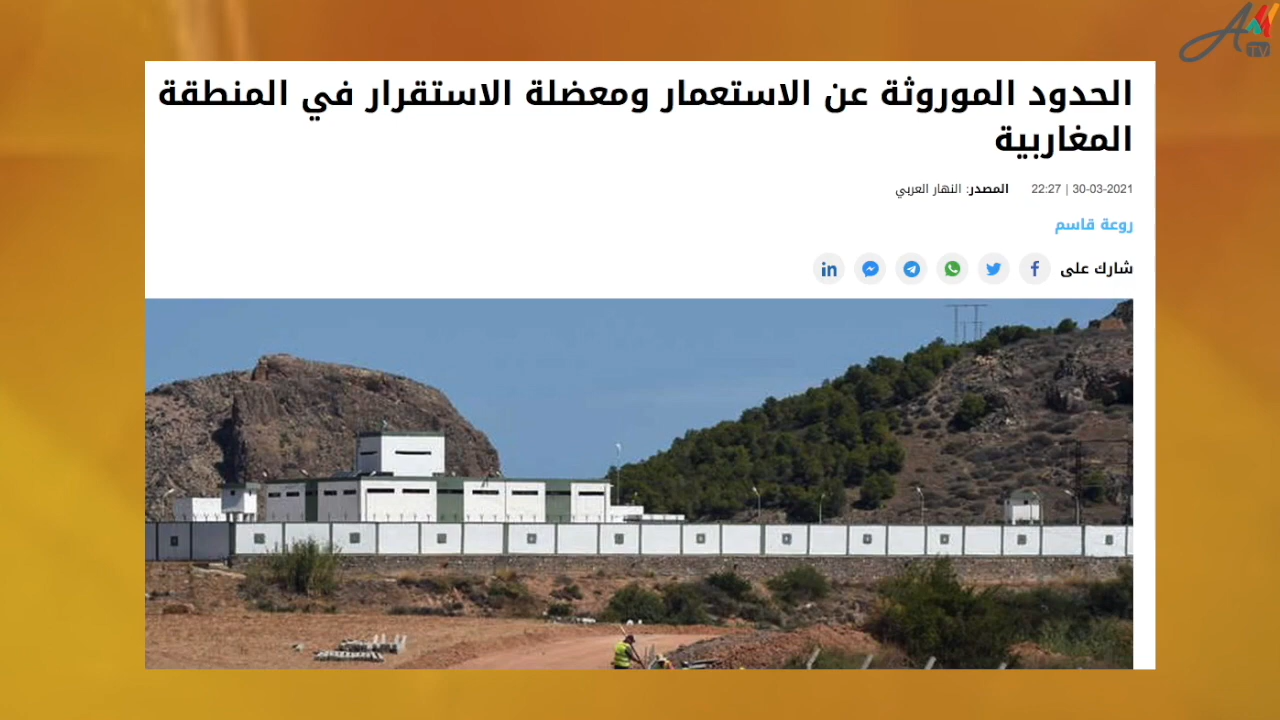 الحدود الموروثة عن الاستعمار ومعضلة الاستقرار في المنطقة
المغاربية
30-03-2021 | 22:27 المصدر: النهار العربي
روعة قاسم
شارك على
TV